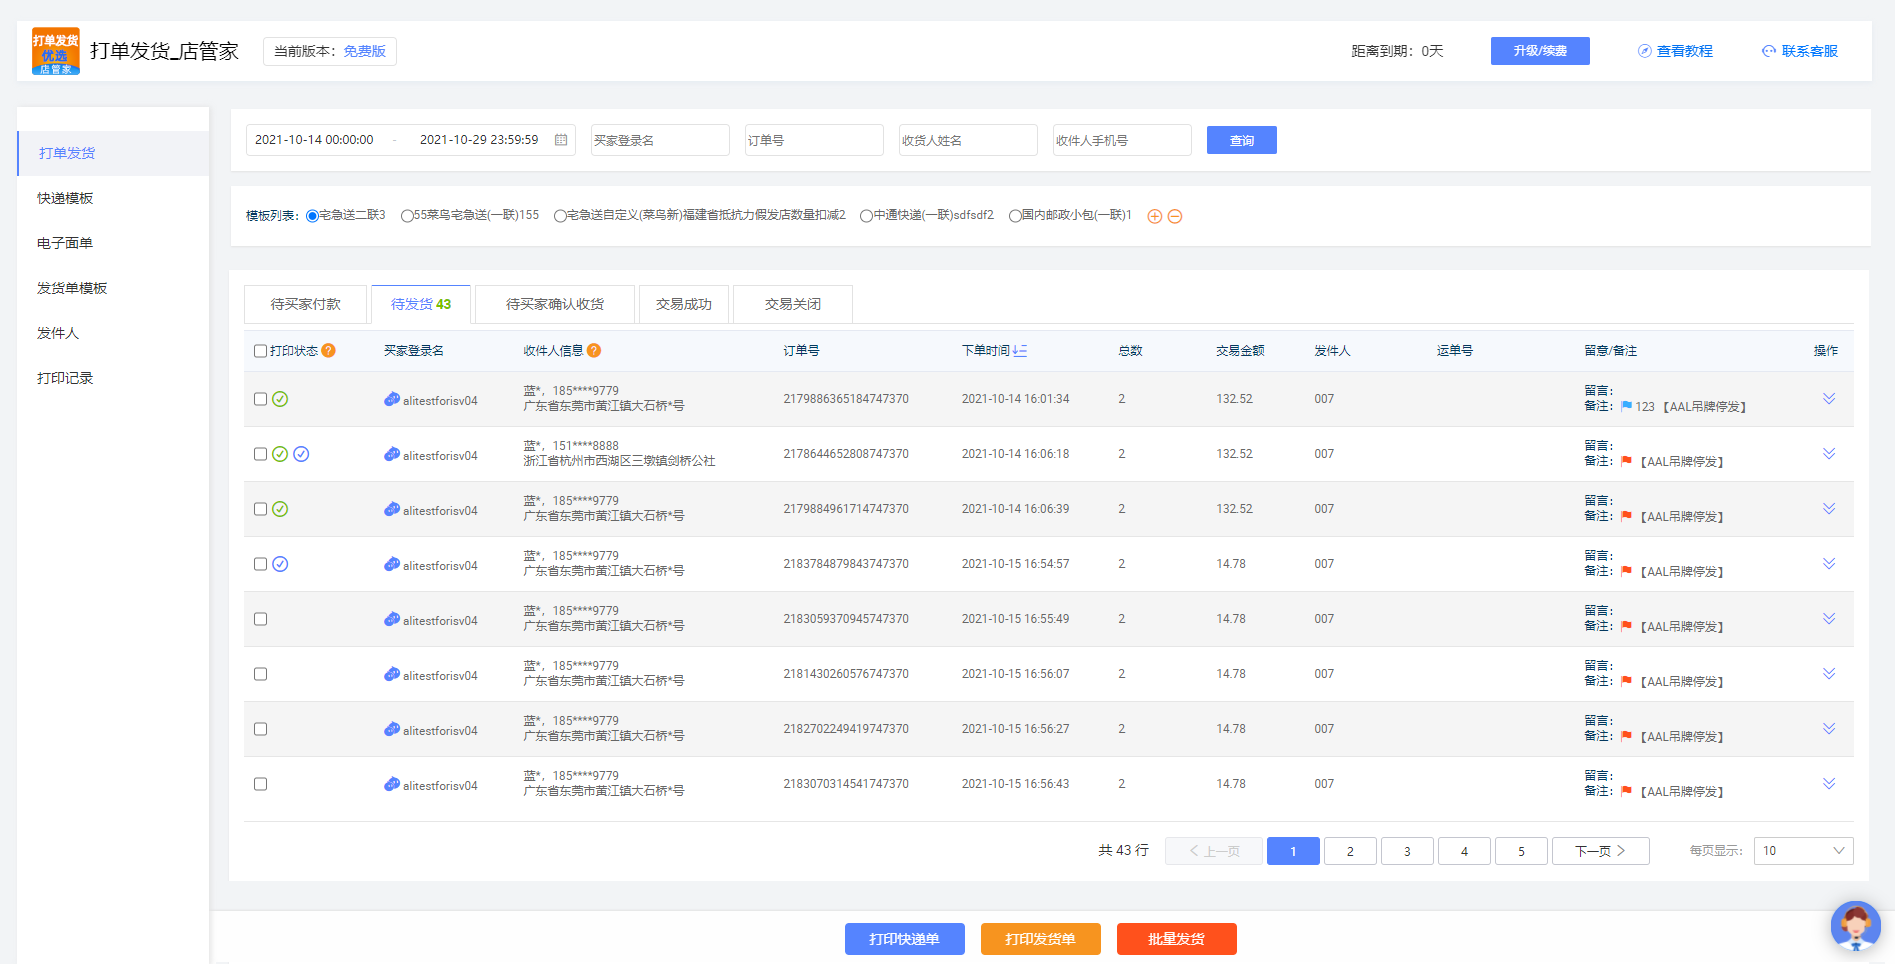 打单发货
优选
店管家
打单发货_店管家
当前版本：免费版
距离到期：0天
升级/续费
查看教程
联系客服
打单发货
快递模板
电子面单
发货单模板
发件人
打印记录
2021-10-14 00:00:00 - 2021-10-29 23:59:59
买家登录名
订单号
收货人姓名
收件人手机号
查询
模板列表： 宅急送二联3 55菜鸟宅急送(一联)155 宅急送自定义(菜鸟新)福建省抵抗力假发店数量扣减2 中通快递(一联)sdfsdf2 国内邮政小包(一联)1
待买家付款 待发货 43 待买家确认收货 交易成功 交易关闭
打印状态 ? 买家登录名 收件人信息 ? 订单号 下单时间 总数 交易金额 发件人 运单号 留意/备注 操作
蓝*，185****9779 留言：
alitestforisv04 2179886365184747370 2021-10-14 16:01:34 2 132.52 007
广东省东莞市黄江镇大石桥*号 备注： 123 【AAL吊牌停发】
蓝*，151****8888 留言：
alitestforisv04 2178644652808747370 2021-10-14 16:06:18 2 132.52 007
浙江省杭州市西湖区三墩镇剑桥公社 备注： 【AAL吊牌停发】
蓝*，185****9779 留言：
alitestforisv04 2179884961714747370 2021-10-14 16:06:39 2 132.52 007
广东省东莞市黄江镇大石桥*号 备注： 【AAL吊牌停发】
蓝*，185****9779 留言：
alitestforisv04 2183784879843747370 2021-10-15 16:54:57 2 14.78 007
广东省东莞市黄江镇大石桥*号 备注： 【AAL吊牌停发】
蓝*，185****9779 留言：
alitestforisv04 2183059370945747370 2021-10-15 16:55:49 2 14.78 007
广东省东莞市黄江镇大石桥*号 备注： 【AAL吊牌停发】
蓝*，185****9779 留言：
alitestforisv04 2181430260576747370 2021-10-15 16:56:07 2 14.78 007
广东省东莞市黄江镇大石桥*号 备注： 【AAL吊牌停发】
蓝*，185****9779 留言：
alitestforisv04 2182702249419747370 2021-10-15 16:56:27 2 14.78 007
广东省东莞市黄江镇大石桥*号 备注： 【AAL吊牌停发】
蓝*，185****9779 留言：
alitestforisv04 2183070314541747370 2021-10-15 16:56:43 2 14.78 007
广东省东莞市黄江镇大石桥*号 备注： 【AAL吊牌停发】
共 43 行 上一页 1 2 3 4 5 下一页 每页显示： 10
打印快递单 打印发货单 批量发货